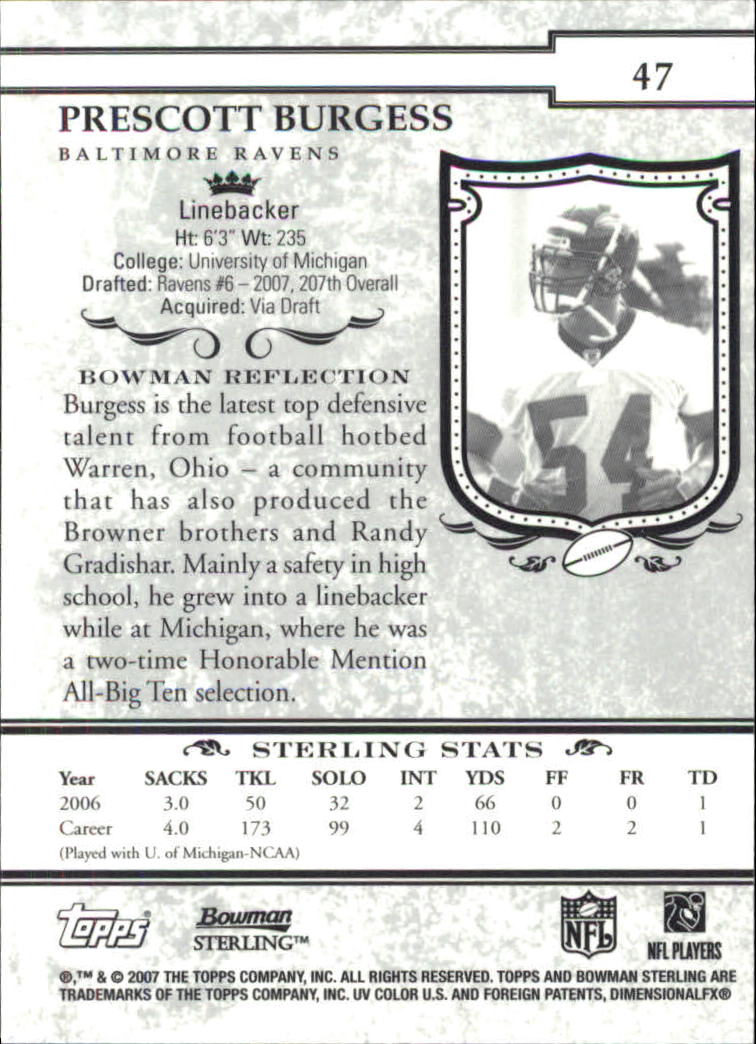 47
PRESCOTT BURGESS
BALTIMORE RAVENS
Linebacker
Ht: 6'3" Wt: 235
College: University of Michigan
Drafted: Ravens #6 – 2007, 207th Overall
Acquired: Via Draft
BOWMAN REFLECTION
Burgess is the latest top defensive
talent from football hotbed
Warren, Ohio – a community
that has also produced the
Browner brothers and Randy
Gradishar. Mainly a safety in high
school, he grew into a linebacker
while at Michigan, where he was
a two-time Honorable Mention
All-Big Ten selection.
54
STERLING STATS
Year SACKS TKL SOLO INT YDS FF FR TD
2006 3.0 50 32 2 66 0 0 1
Career 4.0 173 99 4 110 2 2 1
(Played with U. of Michigan-NCAA)
Topps®
Bowman
STERLING™
NFL
NFL PLAYERS
®,™ & © 2007 THE TOPPS COMPANY, INC. ALL RIGHTS RESERVED. TOPPS AND BOWMAN STERLING ARE
TRADEMARKS OF THE TOPPS COMPANY, INC. UV COLOR U.S. AND FOREIGN PATENTS, DIMENSIONALFX®